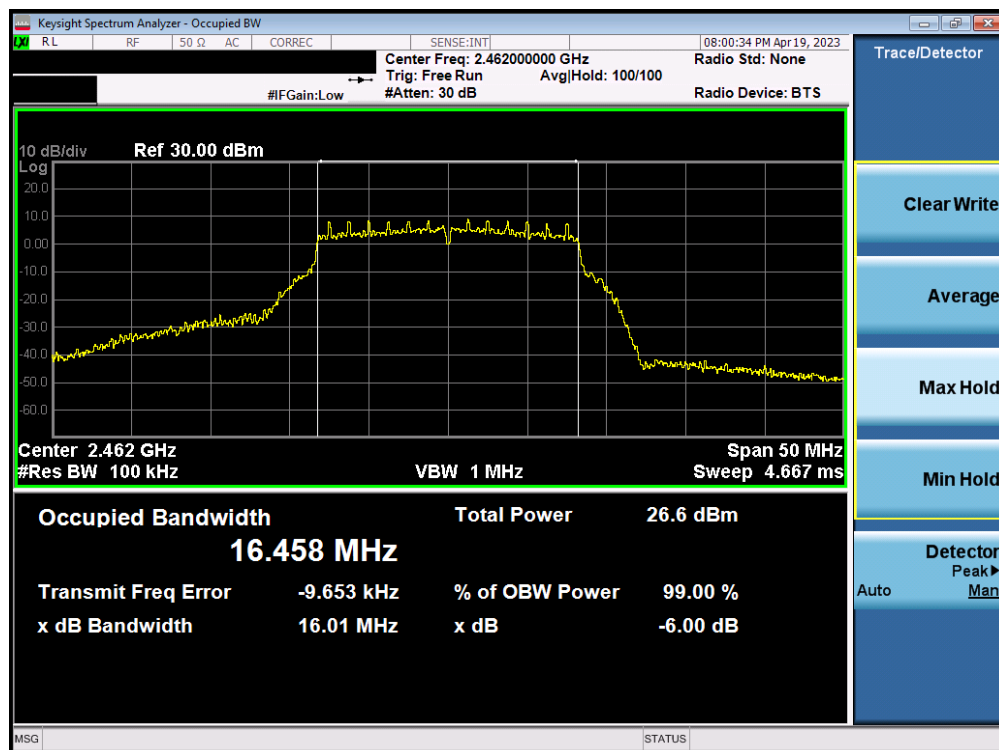 Keysight Spectrum Analyzer - Occupied BW
LXI RL RF 50 Ω AC CORREC SENSE:INT 08:00:34 PM Apr 19, 2023
Center Freq: 2.462000000 GHz Radio Std: None
Trig: Free Run Avg|Hold: 100/100
#IFGain:Low #Atten: 30 dB Radio Device: BTS
10 dB/div Ref 30.00 dBm
Log
20.0
10.0
0.00
-10.0
-20.0
-30.0
-40.0
-50.0
-60.0
Center 2.462 GHz Span 50 MHz
#Res BW 100 kHz VBW 1 MHz Sweep 4.667 ms
Occupied Bandwidth Total Power 26.6 dBm
16.458 MHz
Transmit Freq Error -9.653 kHz % of OBW Power 99.00 %
x dB Bandwidth 16.01 MHz x dB -6.00 dB
MSG STATUS
Trace/Detector
Clear Write
Average
Max Hold
Min Hold
Detector
Peak▶
Auto Man